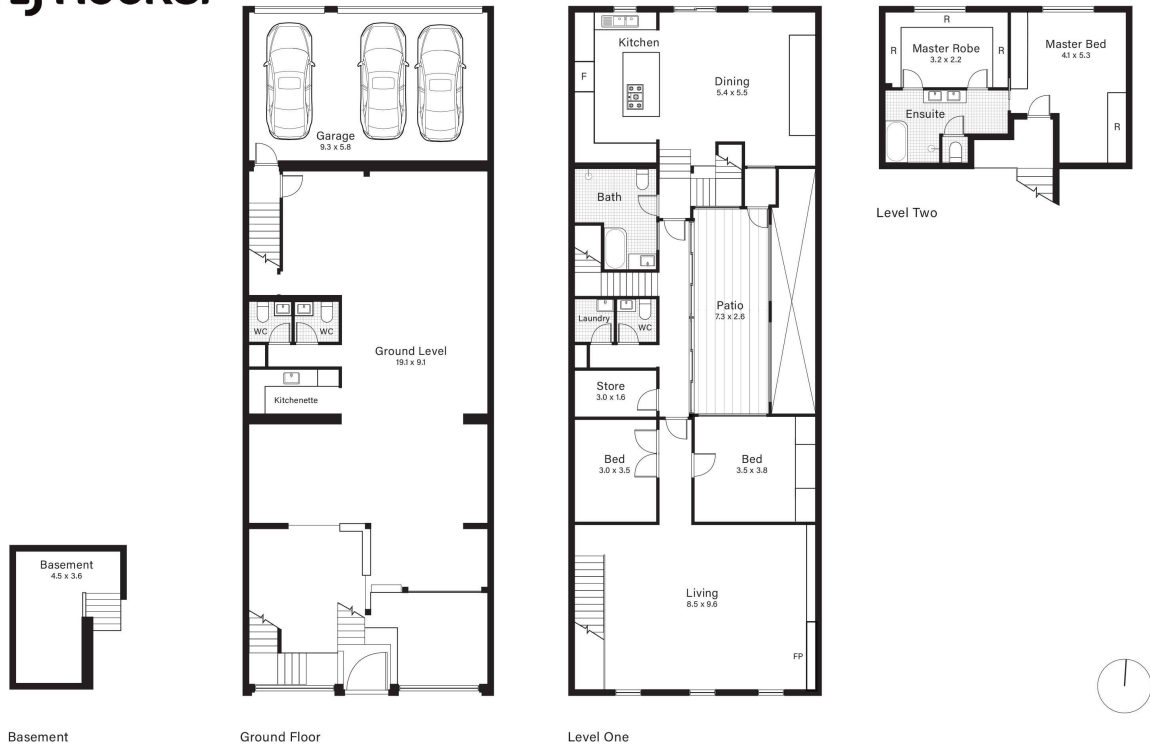 Garage
9.3 x 5.8
WC
WC
Ground Level
19.1 x 9.1
Kitchenette
Basement
4.5 x 3.6
Basement
Ground Floor
Kitchen
F
Dining
5.4 x 5.5
Bath
Patio
7.3 x 2.6
Laundry
WC
Store
3.0 x 1.6
Bed
3.0 x 3.5
Bed
3.5 x 3.8
Living
8.5 x 9.6
FP
Level One
R
R
Master Robe
3.2 x 2.2
R
Master Bed
4.1 x 5.3
Ensuite
R
Level Two